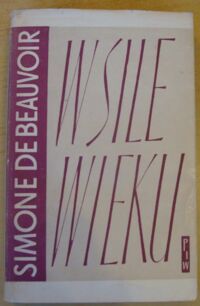 SIMONE DE BEAUVOIR
W SILE
WIEKU
PIW